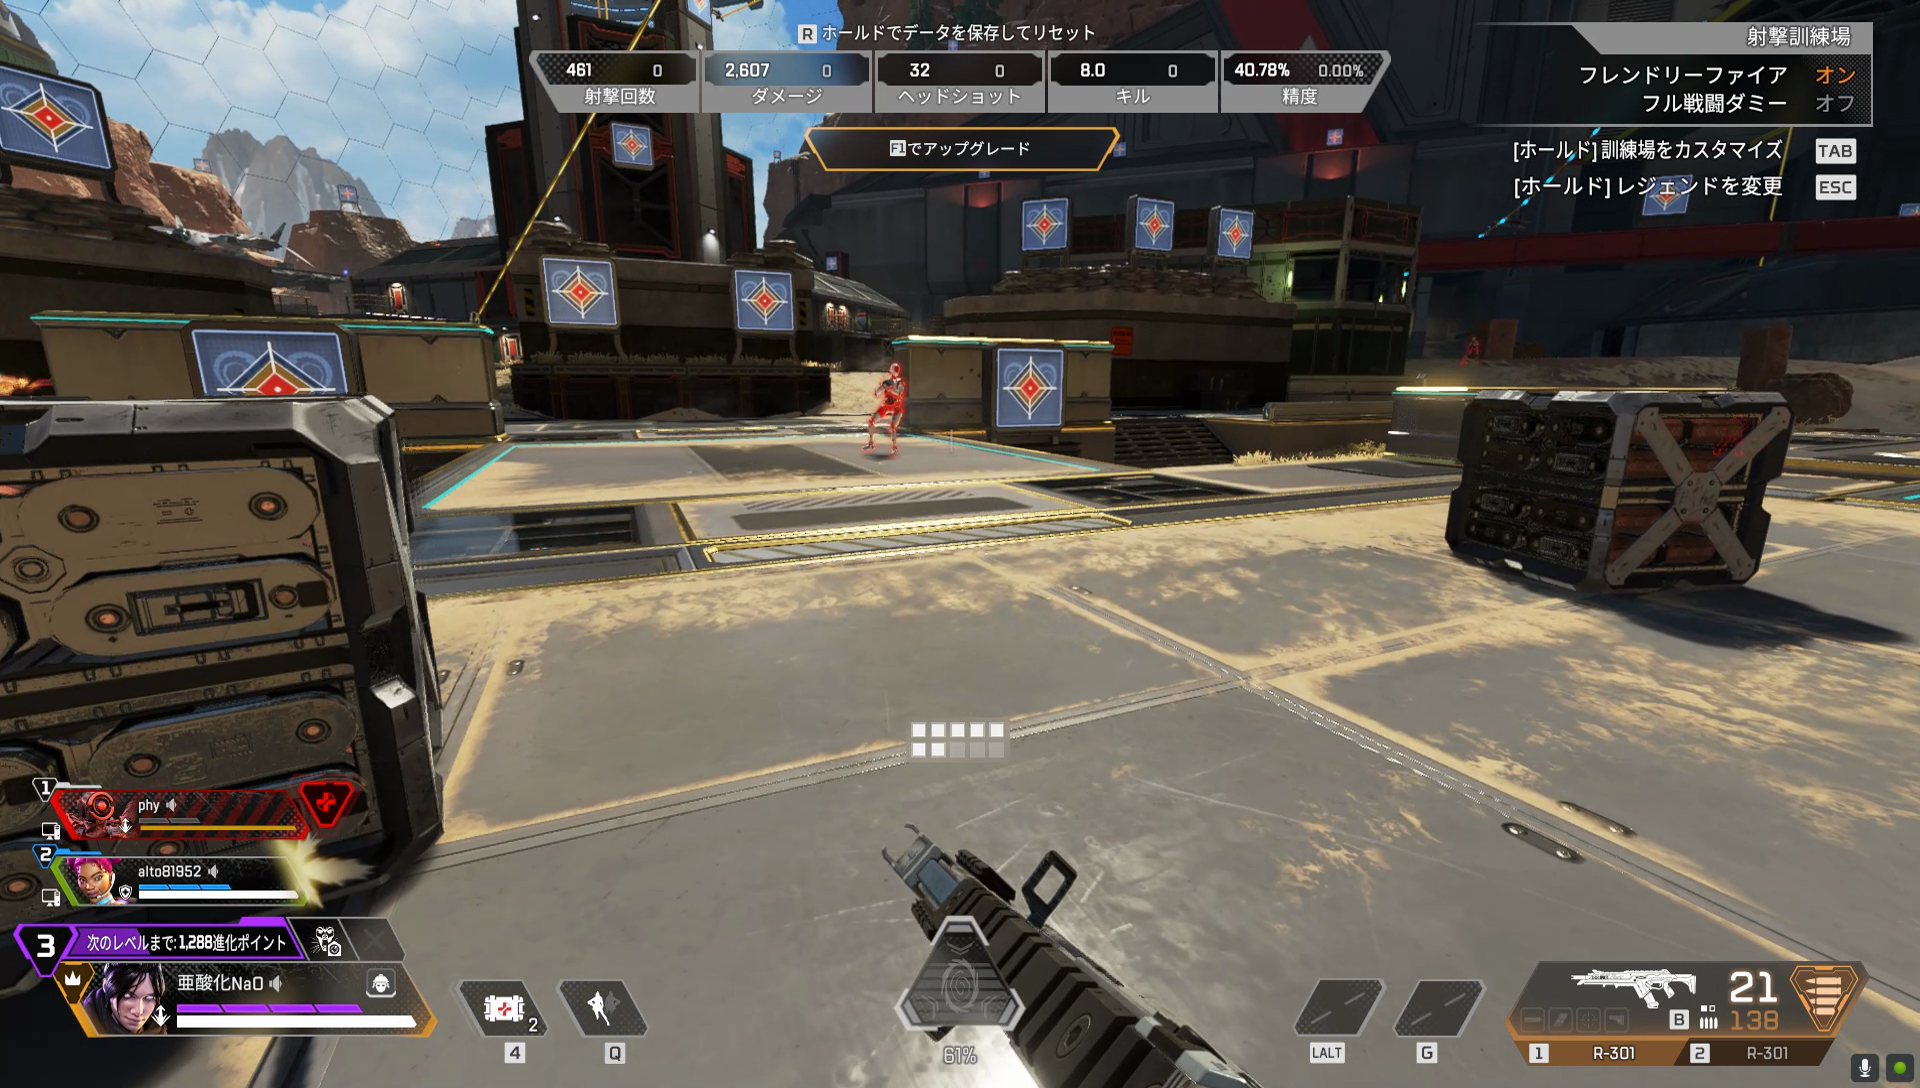 R ホールドでデータを保存してリセット
461 0
射撃回数
2,607 0
ダメージ
32 0
ヘッドショット
8.0 0
キル
40.78% 0.00%
精度
F1でアップグレード
射撃訓練場
フレンドリーファイア オン
フル戦闘ダミー オフ
[ホールド]訓練場をカスタマイズ TAB
[ホールド]レジェンドを変更 ESC
1
phy
2
alto81952
3
次のレベルまで:1,288進化ポイント
亜酸化NaO
2
4
Q
61%
LALT
G
21
138
B
1 R-301
2 R-301